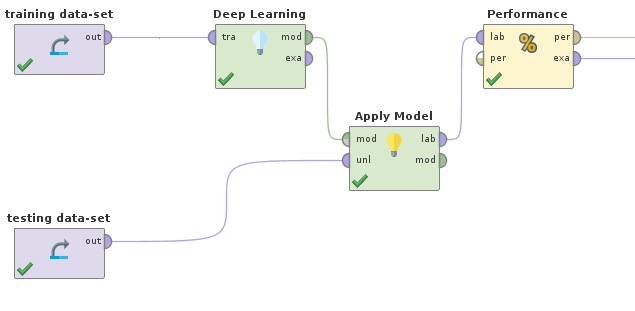 training data-set
out
Deep Learning
tra
mod
exa
Performance
lab
per
%
per
exa
Apply Model
mod
lab
unl
mod
testing data-set
out